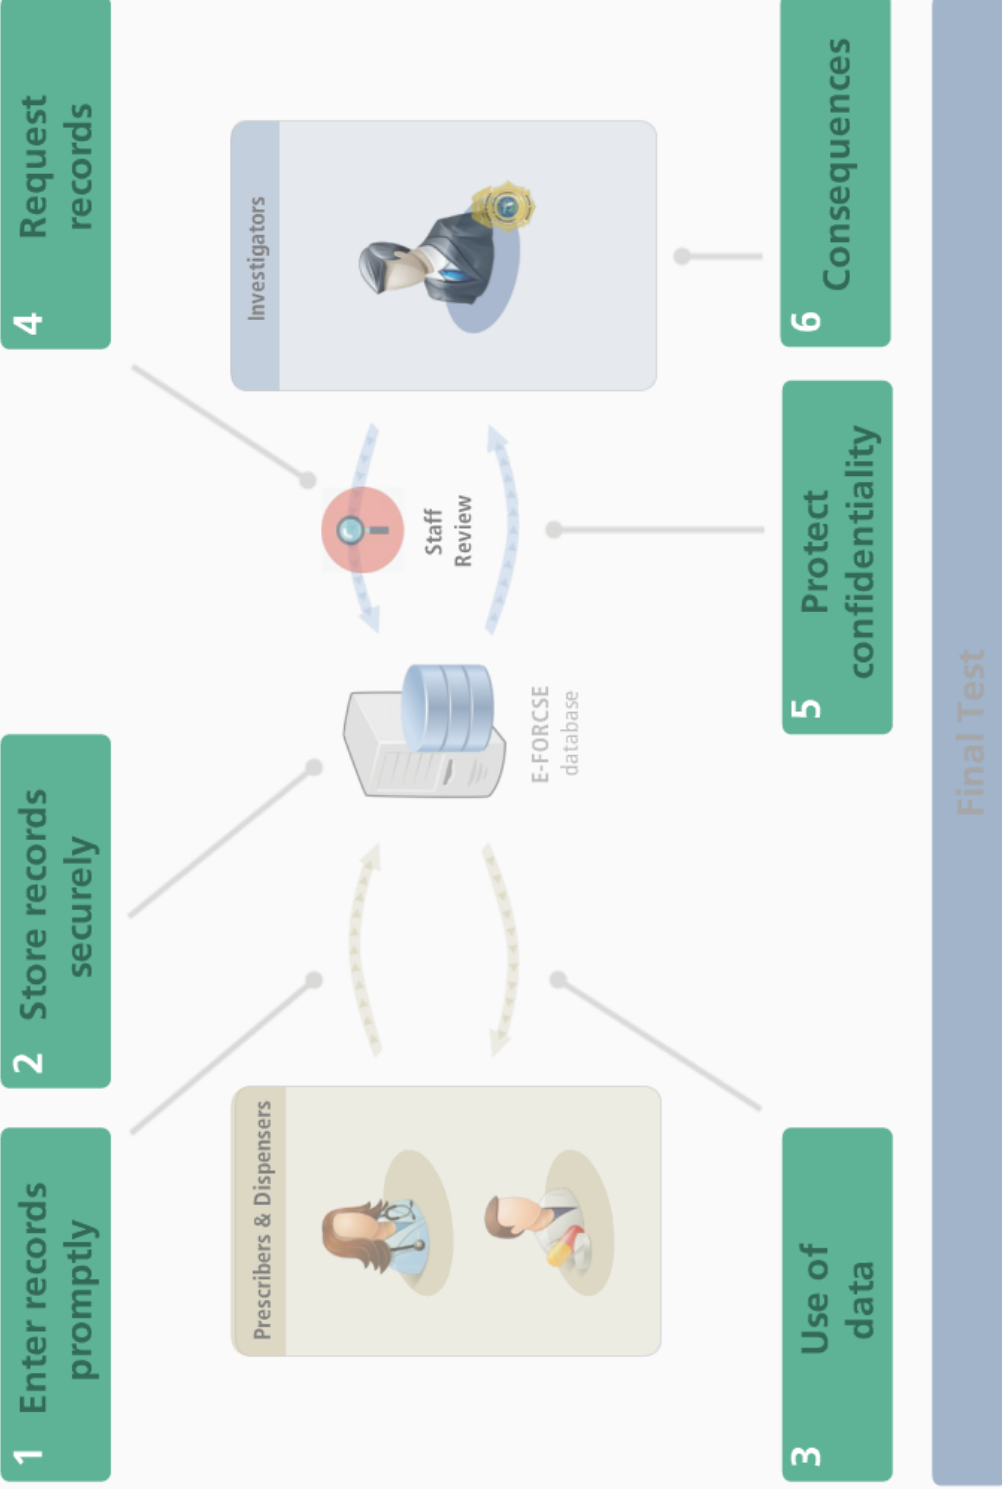 1
Enter records
promptly
2
Store records
securely
4
Request
records
Prescribers & Dispensers
E-FORCSE
database
Staff
Review
Investigators
3
Use of
data
5
Protect
confidentiality
6
Consequences
Final Test